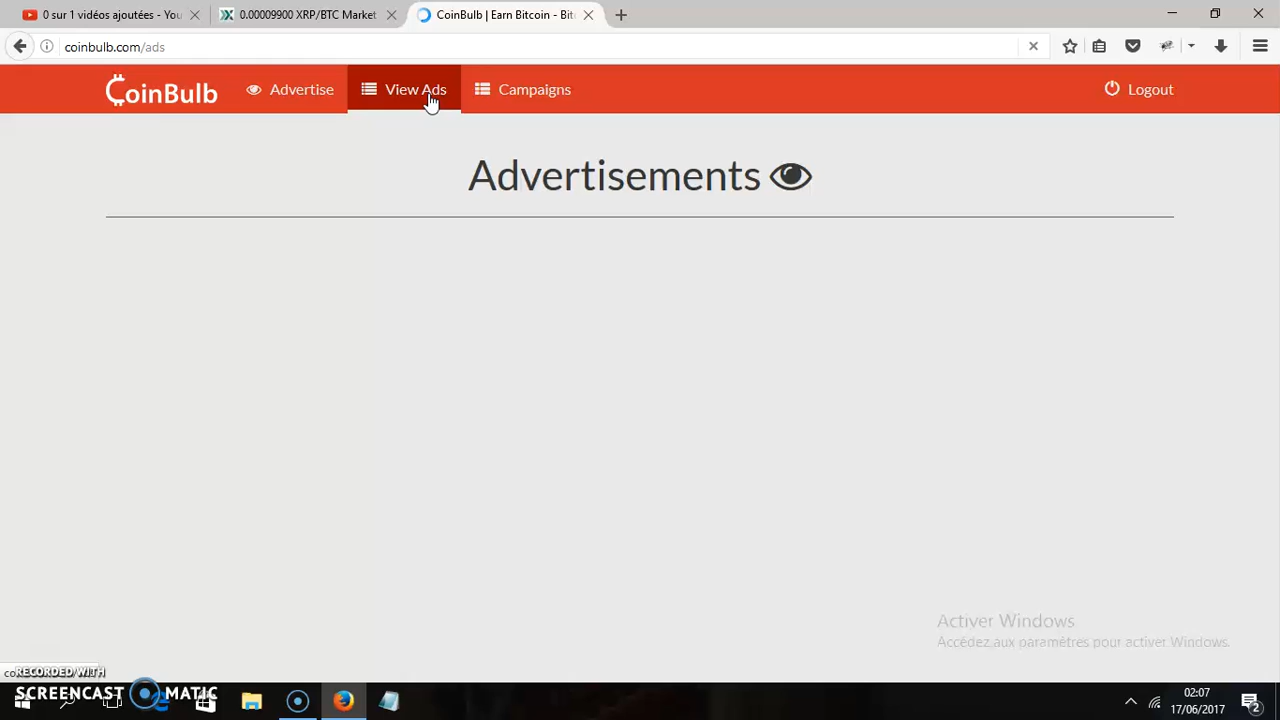 0 sur 1 vidéos ajoutées - You
0.00009900 XRP/BTC Market
CoinBulb | Earn Bitcoin - Bit
coinbulb.com/ads
CoinBulb
Advertise
View Ads
Campaigns
Logout
Advertisements
Activer Windows
Accédez aux paramètres pour activer Windows.
RECORDED WITH
SCREENCAST MATIC
02:07
17/06/2017
2